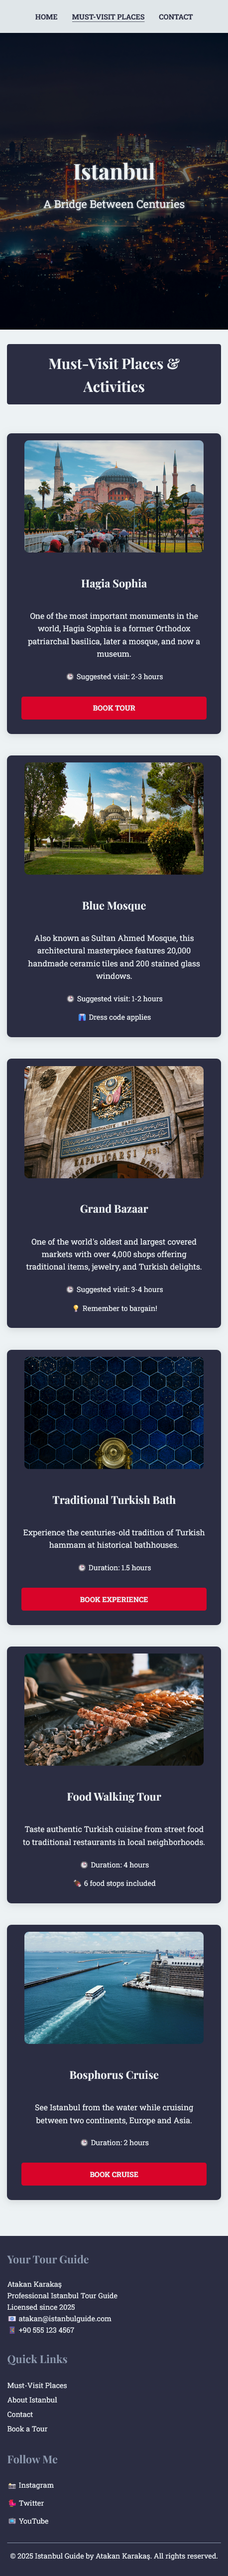 HOME MUST-VISIT PLACES CONTACT
Istanbul
A Bridge Between Centuries
Must-Visit Places &
Activities
Hagia Sophia
One of the most important monuments in the
world, Hagia Sophia is a former Orthodox
patriarchal basilica, later a mosque, and now a
museum.
Suggested visit: 2-3 hours
BOOK TOUR
Blue Mosque
Also known as Sultan Ahmed Mosque, this
architectural masterpiece features 20,000
handmade ceramic tiles and 200 stained glass
windows.
Suggested visit: 1-2 hours
Dress code applies
Grand Bazaar
One of the world's oldest and largest covered
markets with over 4,000 shops offering
traditional items, jewelry, and Turkish delights.
Suggested visit: 3-4 hours
Remember to bargain!
Traditional Turkish Bath
Experience the centuries-old tradition of Turkish
hammam at historical bathhouses.
Duration: 1.5 hours
BOOK EXPERIENCE
Food Walking Tour
Taste authentic Turkish cuisine from street food
to traditional restaurants in local neighborhoods.
Duration: 4 hours
6 food stops included
Bosphorus Cruise
See Istanbul from the water while cruising
between two continents, Europe and Asia.
Duration: 2 hours
BOOK CRUISE
Your Tour Guide
Atakan Karakaş
Professional Istanbul Tour Guide
Licensed since 2025
atakan@istanbulguide.com
+90 555 123 4567
Quick Links
Must-Visit Places
About Istanbul
Contact
Book a Tour
Follow Me
Instagram
Twitter
YouTube
© 2025 Istanbul Guide by Atakan Karakaş. All rights reserved.